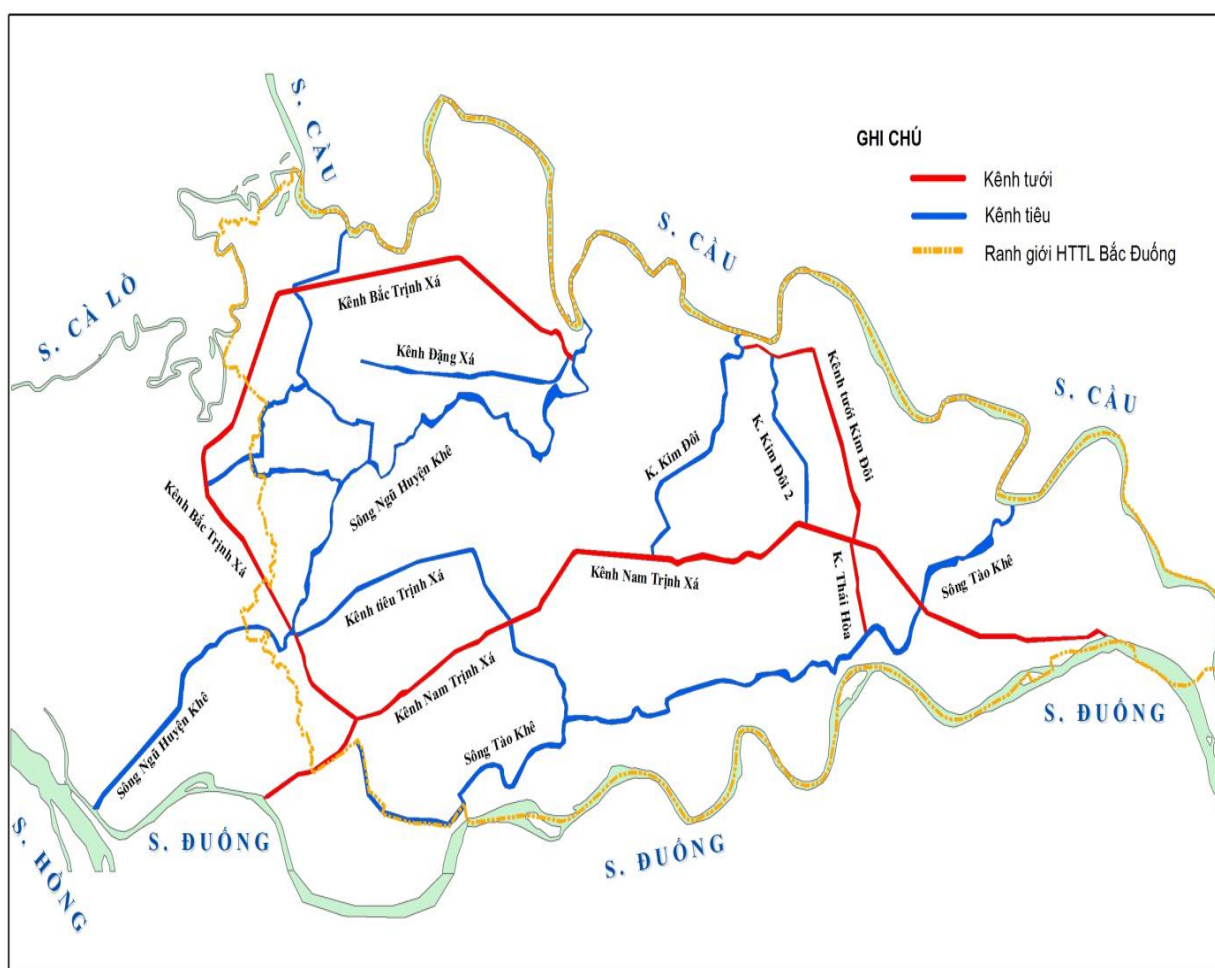 S. CẦU
GHI CHÚ
Kênh tưới
Kênh tiêu
Ranh giới HTTL Bắc Đuống
S. CẦU
S. CÀ LÒ
Kênh Bắc Trịnh Xá
Kênh Đặng Xá
Kênh tưới Kim Đôi
S. CẦU
K. Kim Đôi
K. Kim Đôi 2
Sông Ngũ Huyện Khê
Kênh Bắc Trịnh Xá
Kênh Nam Trịnh Xá
Sông Tào Khê
Kênh tiêu Trịnh Xá
K. Thái Hòa
Kênh Nam Trịnh Xá
Sông Ngũ Huyện Khê
Sông Tào Khê
S. ĐUỐNG
S. HỒNG
S. ĐUỐNG
S. ĐUỐNG